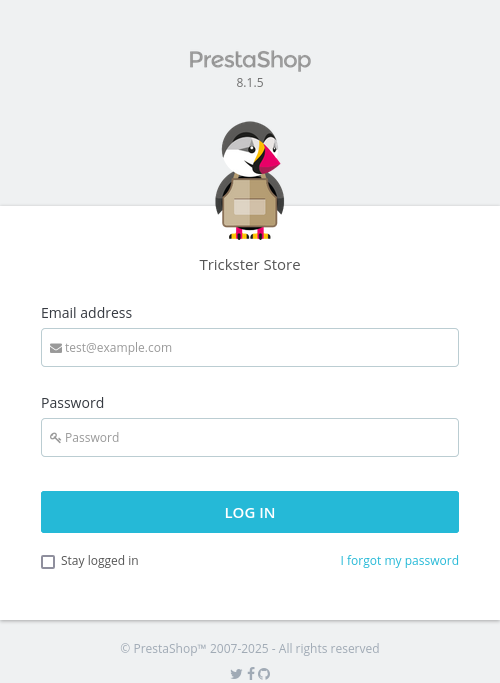 PrestaShop
8.1.5
Trickster Store
Email address
test@example.com
Password
Password
LOG IN
Stay logged in
I forgot my password
© PrestaShop™ 2007-2025 - All rights reserved